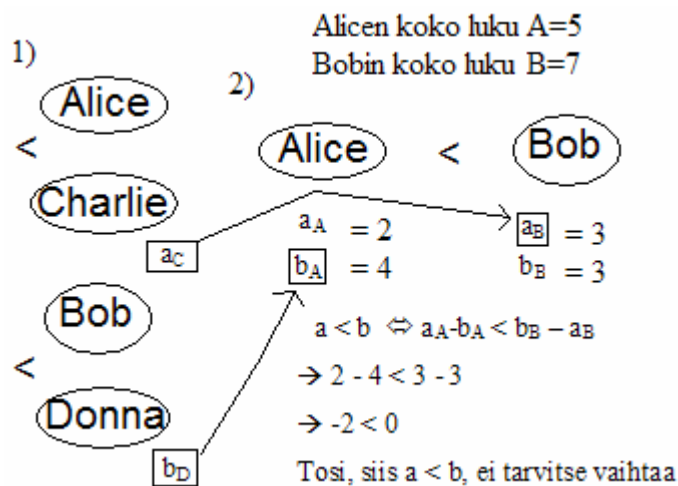 Alicen koko luku A=5
Bobin koko luku B=7
1)
Alice
<
Charlie
a_C
Bob
<
Donna
b_D
2)
Alice < Bob
a_A = 2
a_B = 3
b_A = 4
b_B = 3
a < b ⇔ a_A-b_A < b_B – a_B
→ 2 - 4 < 3 - 3
→ -2 < 0
Tosi, siis a < b, ei tarvitse vaihtaa